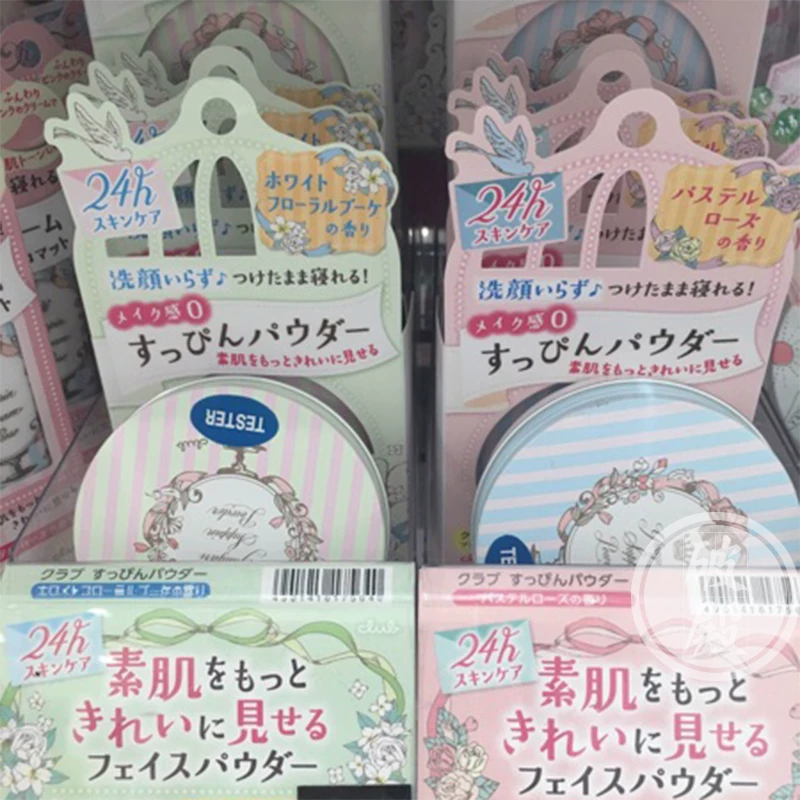 24h
スキンケア
ホワイト
フローラルブーケ
の香り
洗顔いらず♪つけたまま寝れる!
メイク感0
すっぴんパウダー
素肌をもっときれいに見せる
TESTER
club
24h
スキンケア
パステル
ローズ
の香り
洗顔いらず♪つけたまま寝れる!
メイク感0
すっぴんパウダー
素肌をもっときれいに見せる
クラブ すっぴんパウダー
club
24h
スキンケア
素肌をもっと
きれいに見せる
フェイスパウダー
クラブ すっぴんパウダー
パステルローズの香り
24h
スキンケア
素肌をもっと
きれいに見せる
フェイスパウダー